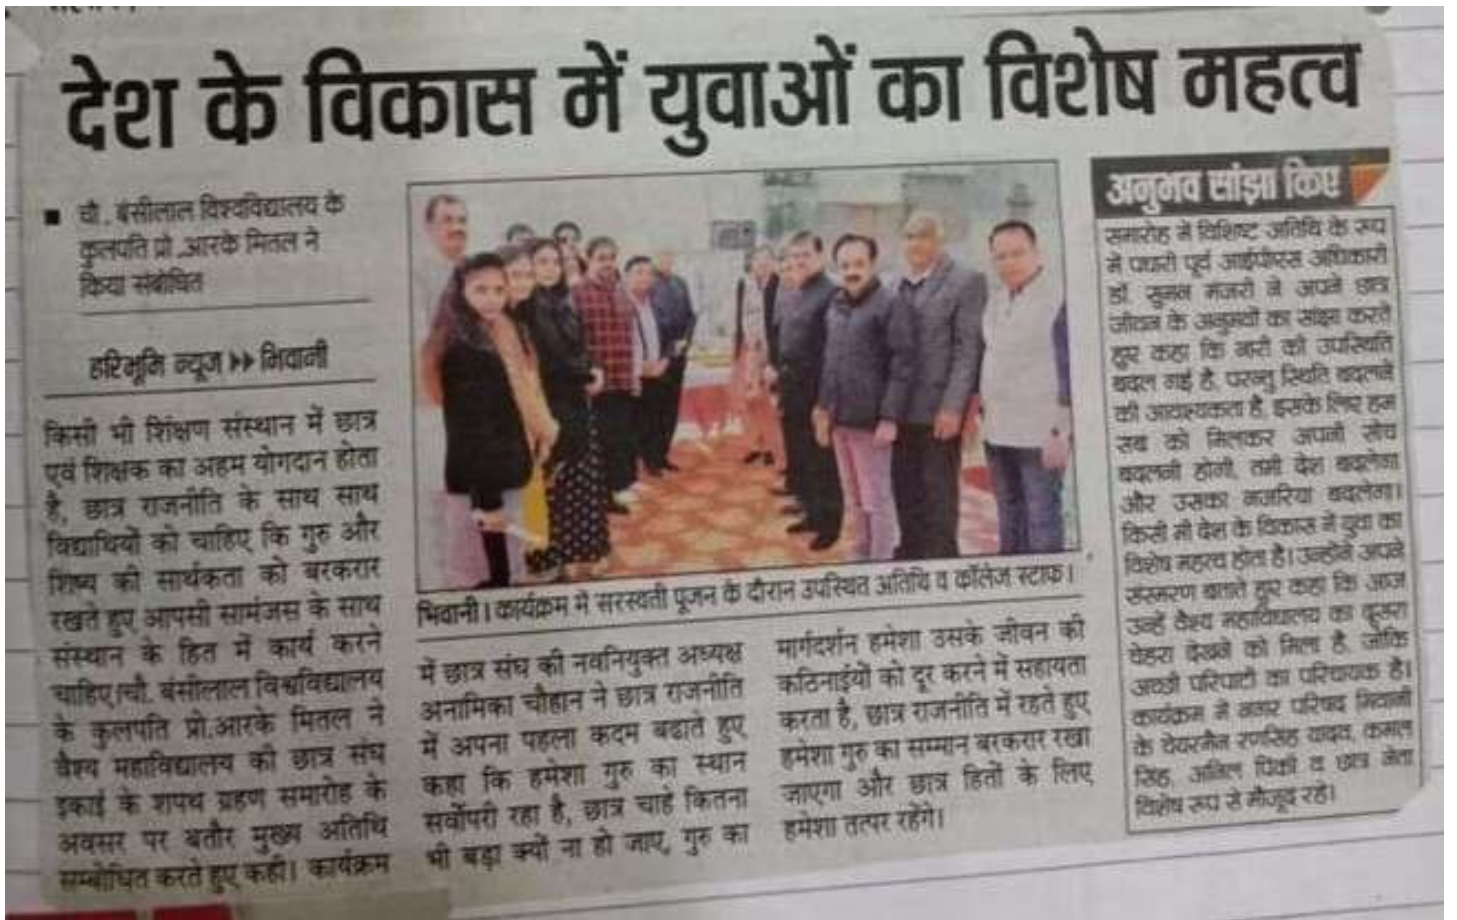 देश के विकास में युवाओं का विशेष महत्व
■ चौ. बंसीलाल विश्वविद्यालय के
कुलपति प्रो.आरके मितल ने
किया संबोधित
हरिभूमि न्यूज ▶▶ भिवानी
किसी भी शिंक्षण संस्थान में छात्र
एवं शिक्षक का अहम योगदान होता
है, छात्र राजनीति के साथ साथ
विद्याथियों को चाहिए कि गुरु और
शिष्य की सार्थकता को बरकरार
रखते हुए आपसी सामंजस के साथ
संस्थान के हित में कार्य करने
चाहिए।चौ. बंसीलाल विश्वविद्यालय
के कुलपति प्रो.आरके मितल ने
वैश्य महाविद्यालय की छात्र संघ
इकाई के शपथ ग्रहण समारोह के
अवसर पर बतौर मुख्य अतिथि
सम्बोधित करते हुए कही। कार्यक्रम
भिवानी। कार्यक्रम में सरस्वती पूजन के दौरान उपस्थित अतिथि व कॉलेज स्टाफ।
में छात्र संघ की नवनियुक्त अध्यक्ष
अनामिका चौहान ने छात्र राजनीति
में अपना पहला कदम बढाते हुए
कहा कि हमेशा गुरु का स्थान
सर्वोपरी रहा है, छात्र चाहे कितना
भी बड़ा क्यों ना हो जाए, गुरु का
मार्गदर्शन हमेशा उसके जीवन की
कठिनाईयों को दूर करने में सहायता
करता है, छात्र राजनीति में रहते हुए
हमेशा गुरु का सम्मान बरकरार रखा
जाएगा और छात्र हितों के लिए
हमेशा तत्पर रहेंगे।
अनुभव सांझा किए
समारोह में विशिष्ट अतिथि के रूप
में पधारी पूर्व आईपीएस अधिकारी
डॉ. सुमन मंजरी ने अपने छात्र
जीवन के अनुभवों का सांझा करते
हुए कहा कि नारी की उपस्थिति
बदल गई है, परन्तु स्थिति बदलने
की आवश्यकता है, इसके लिए हम
सब को मिलकर अपनी सोच
बदलनी होगी, तभी देश बदलेगा
और उसका नजरिया बदलेगा।
किसी भी देश के विकास में युवा का
विशेष महत्व होता है। उन्होंने अपने
संस्मरण बताते हुए कहा कि आज
उन्हें वैश्य महाविद्यालय का दूसरा
चेहरा देखने को मिला है, जोकि
अच्छी परिपाटी का परिचायक है।
कार्यक्रम में नगर परिषद भिवानी
के चेयरमैन रणसिंह यादव, कमल
सिंह, अनिल पिंकी व छात्र नेता
विशेष रूप से मौजूद रहे।